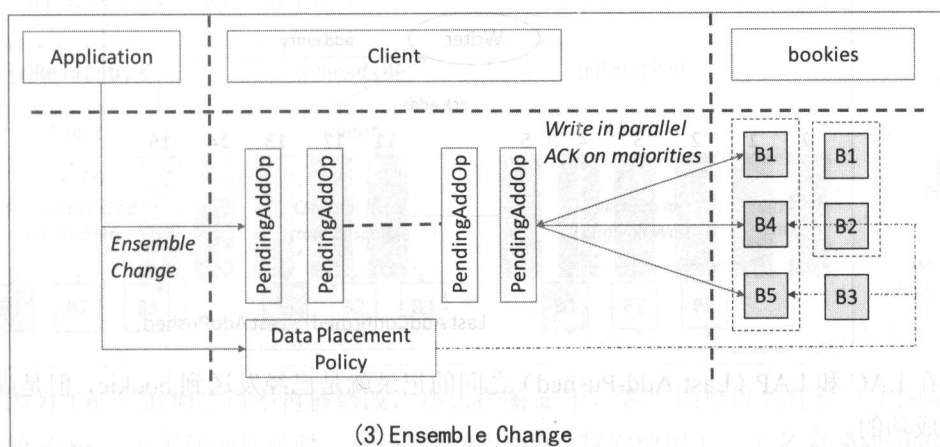 Application
Client
bookies
Write in parallel
ACK on majorities
Ensemble
Change
PendingAddOp
PendingAddOp
PendingAddOp
PendingAddOp
B1
B1
B4
B2
B5
B3
Data Placement
Policy
(3) Ensemble Change